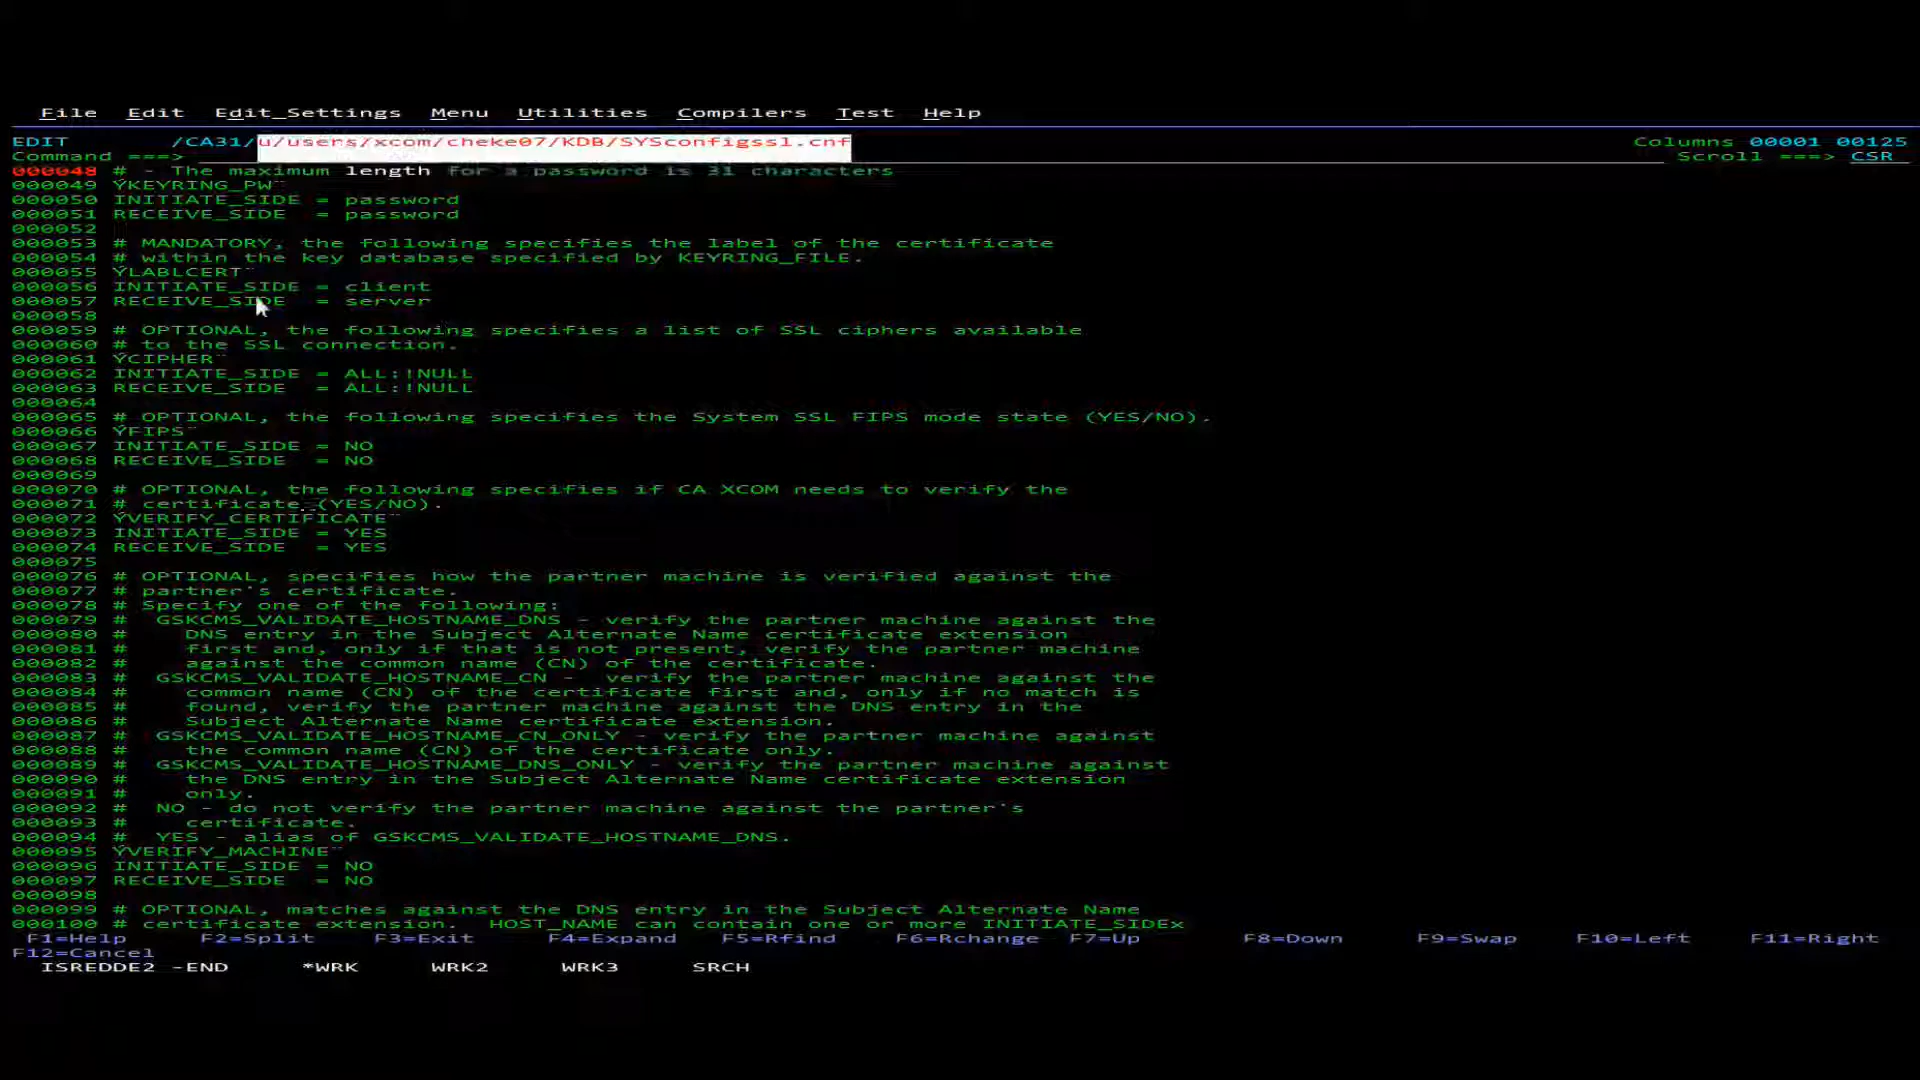 File Edit Edit_Settings Menu Utilities Compilers Test Help
EDIT /CA31/u/users/xcom/cheke07/KDB/SYSconfigssl.cnf Columns 00001 00125
Command ===> Scroll ===> CSR
000048 # - The maximum length for a password is 31 characters
000049 ÝKEYRING_PW¨
000050 INITIATE_SIDE = password
000051 RECEIVE_SIDE = password
000052
000053 # MANDATORY, the following specifies the label of the certificate
000054 # within the key database specified by KEYRING_FILE.
000055 ÝLABLCERT¨
000056 INITIATE_SIDE = client
000057 RECEIVE_SIDE = server
000058
000059 # OPTIONAL, the following specifies a list of SSL ciphers available
000060 # to the SSL connection.
000061 ÝCIPHER¨
000062 INITIATE_SIDE = ALL:!NULL
000063 RECEIVE_SIDE = ALL:!NULL
000064
000065 # OPTIONAL, the following specifies the System SSL FIPS mode state (YES/NO).
000066 ÝFIPS¨
000067 INITIATE_SIDE = NO
000068 RECEIVE_SIDE = NO
000069
000070 # OPTIONAL, the following specifies if CA XCOM needs to verify the
000071 # certificate (YES/NO).
000072 ÝVERIFY_CERTIFICATE¨
000073 INITIATE_SIDE = YES
000074 RECEIVE_SIDE = YES
000075
000076 # OPTIONAL, specifies how the partner machine is verified against the
000077 # partner's certificate.
000078 # Specify one of the following:
000079 # GSKCMS_VALIDATE_HOSTNAME_DNS - verify the partner machine against the
000080 # DNS entry in the Subject Alternate Name certificate extension
000081 # first and, only if that is not present, verify the partner machine
000082 # against the common name (CN) of the certificate.
000083 # GSKCMS_VALIDATE_HOSTNAME_CN - verify the partner machine against the
000084 # common name (CN) of the certificate first and, only if no match is
000085 # found, verify the partner machine against the DNS entry in the
000086 # Subject Alternate Name certificate extension.
000087 # GSKCMS_VALIDATE_HOSTNAME_CN_ONLY - verify the partner machine against
000088 # the common name (CN) of the certificate only.
000089 # GSKCMS_VALIDATE_HOSTNAME_DNS_ONLY - verify the partner machine against
000090 # the DNS entry in the Subject Alternate Name certificate extension
000091 # only.
000092 # NO - do not verify the partner machine against the partner's
000093 # certificate.
000094 # YES - alias of GSKCMS_VALIDATE_HOSTNAME_DNS.
000095 ÝVERIFY_MACHINE¨
000096 INITIATE_SIDE = NO
000097 RECEIVE_SIDE = NO
000098
000099 # OPTIONAL, matches against the DNS entry in the Subject Alternate Name
000100 # certificate extension. HOST_NAME can contain one or more INITIATE_SIDEx
F1=Help F2=Split F3=Exit F4=Expand F5=Rfind F6=Rchange F7=Up F8=Down F9=Swap F10=Left F11=Right
F12=Cancel
ISREDDE2 -END *WRK WRK2 WRK3 SRCH